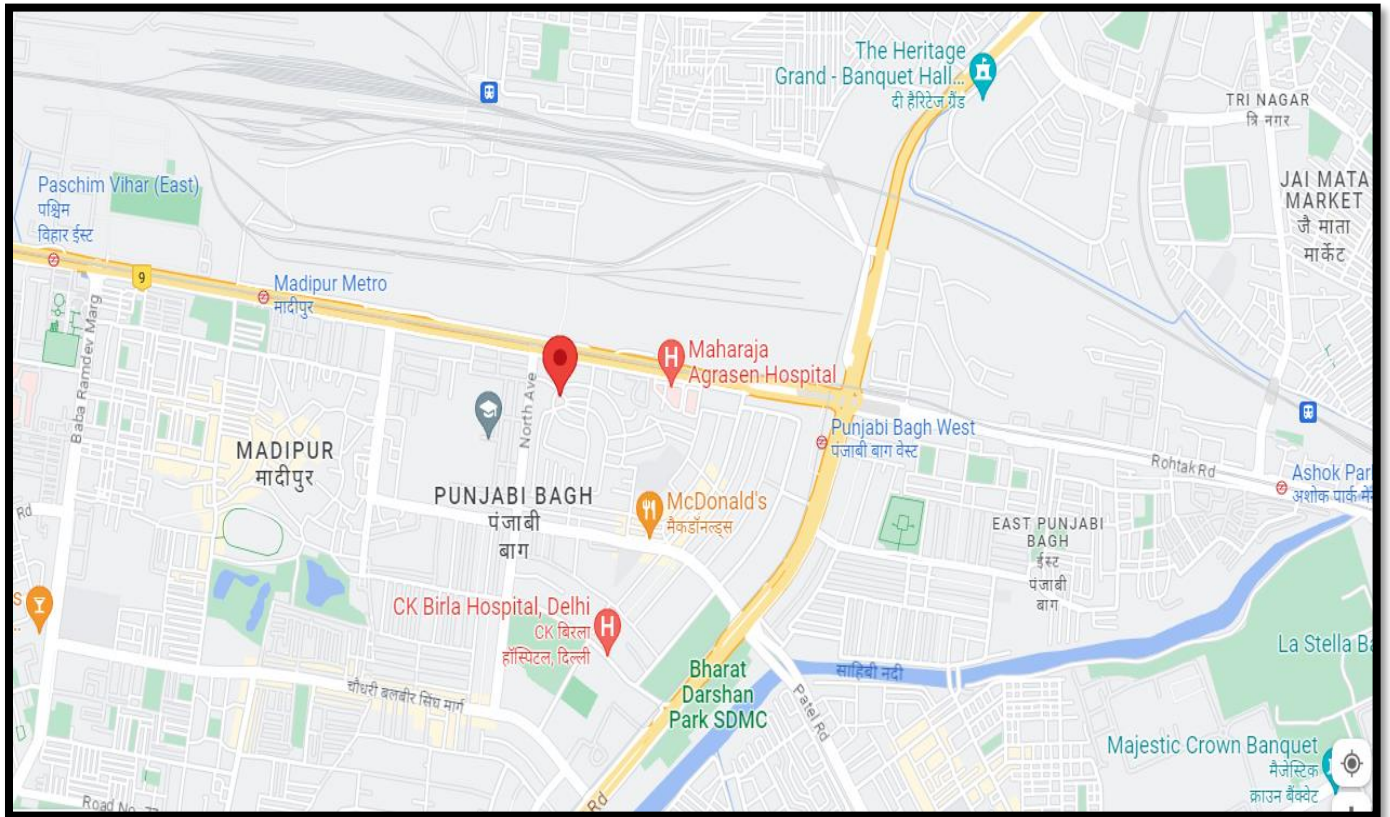 The Heritage
Grand - Banquet Hall...
दी हैरिटेज ग्रैंड
TRI NAGAR
त्रि नगर
JAI MATA
MARKET
जै माता
मार्केट
Paschim Vihar (East)
पश्चिम
विहार ईस्ट
9
Madipur Metro
मादीपुर
Baba Ramdev Marg
North Ave
H
Maharaja
Agrasen Hospital
Punjabi Bagh West
पंजाबी बाग वेस्ट
Rohtak Rd
Ashok Par
अशोक पार्क
MADIPUR
मादीपुर
PUNJABI BAGH
पंजाबी
बाग
McDonald's
मैकडॉनल्ड्स
EAST PUNJABI
BAGH
ईस्ट
पंजाबी
बाग
Rd
S
CK Birla Hospital, Delhi
CK बिरला
हॉस्पिटल, दिल्ली
H
La Stella Ba
साहिबी नदी
चौधरी बलबीर सिंघ मार्ग
Bharat
Darshan
Park SDMC
Patel Rd
Majestic Crown Banquet
मैजेस्टिक
क्राउन बैंक्वेट
Road No
Rd